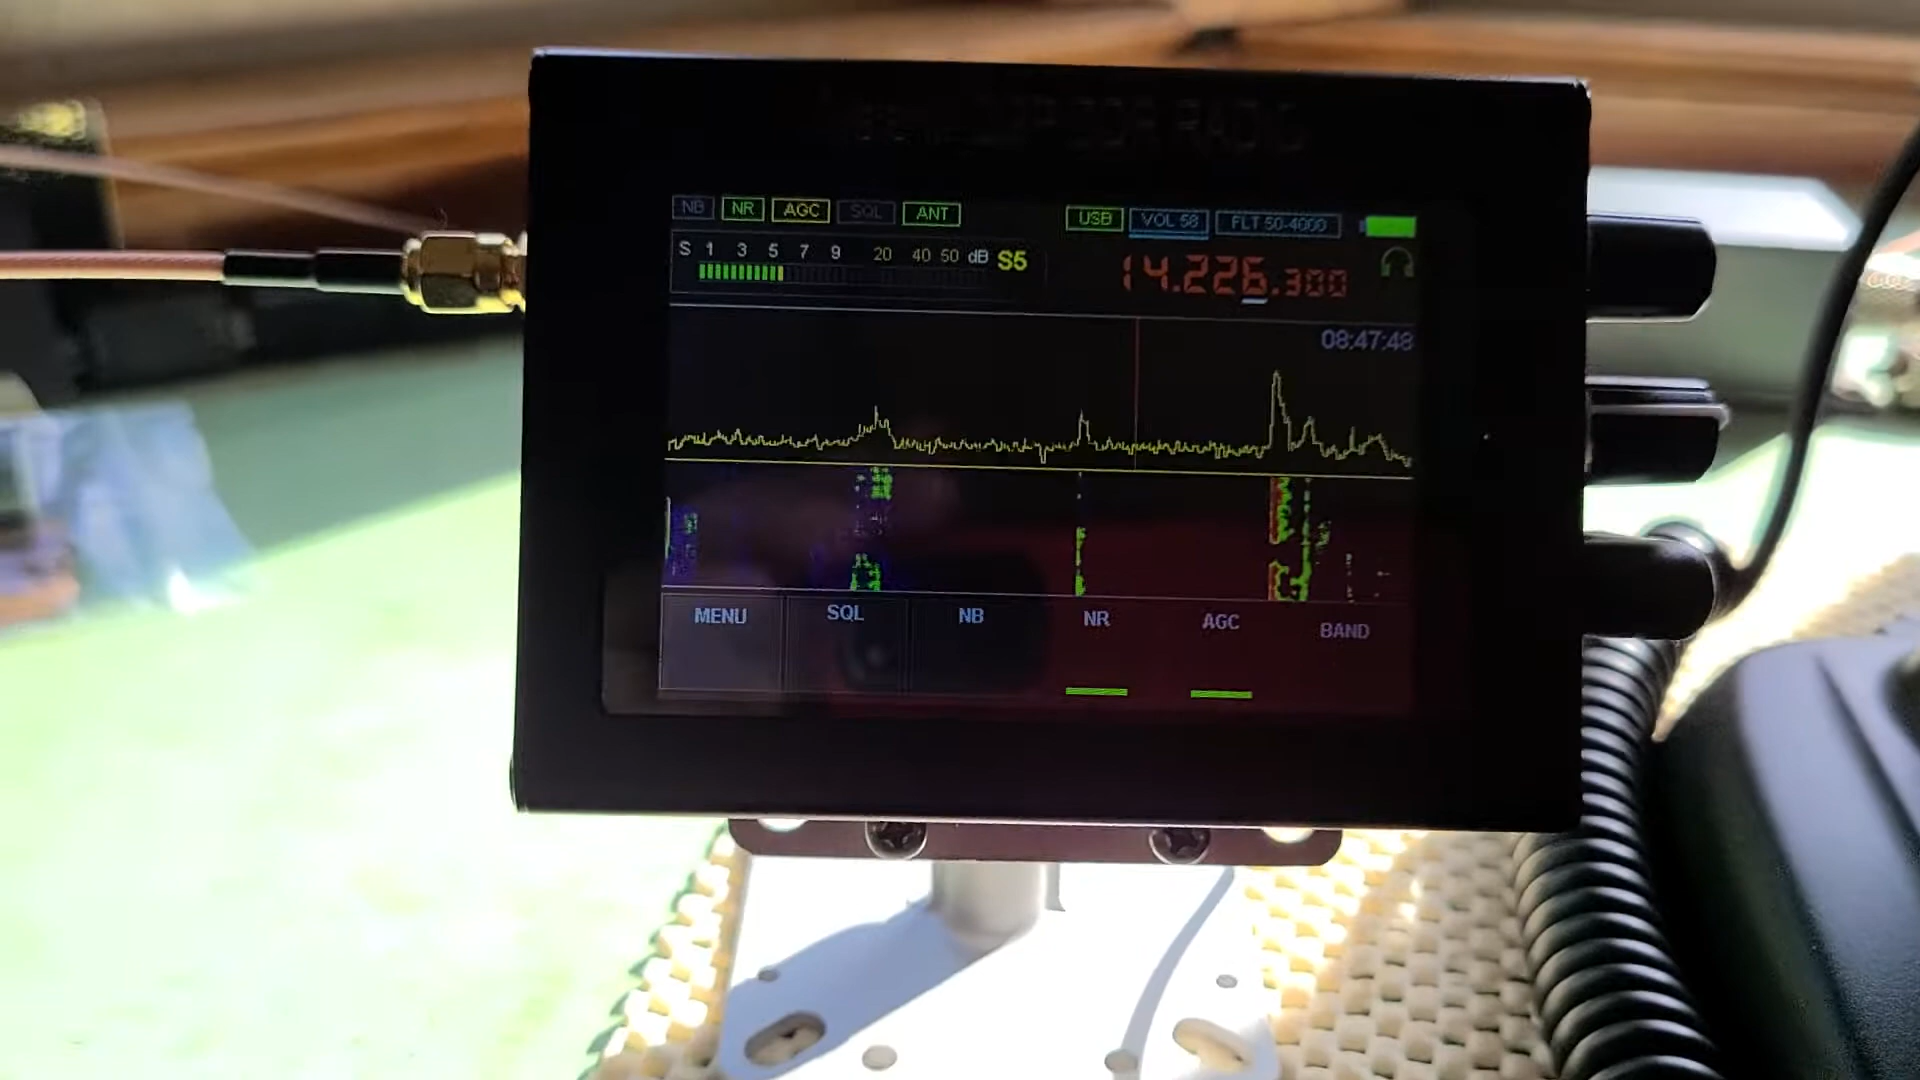 NB NR AGC SQL ANT USB VOL 58 FLT 50-4000
S 1 3 5 7 9 20 40 50 dB S5 14.226.300
08:47:48
MENU SQL NB NR AGC BAND